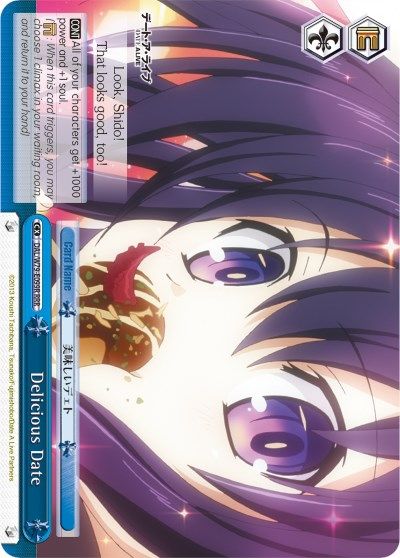 デート・ア・ライブ
DATE A LIVE
Look, Shido!
That looks good, too!
CONT All of your characters get +1000
power and +1 soul.
: When this card triggers, you may
choose 1 climax in your waiting room,
and return it to your hand)
Card Name
美味しいデェト
Delicious Date
©2013 Koushi Tachibana, Tsunako/Fujimishobo/Date A Live Partners